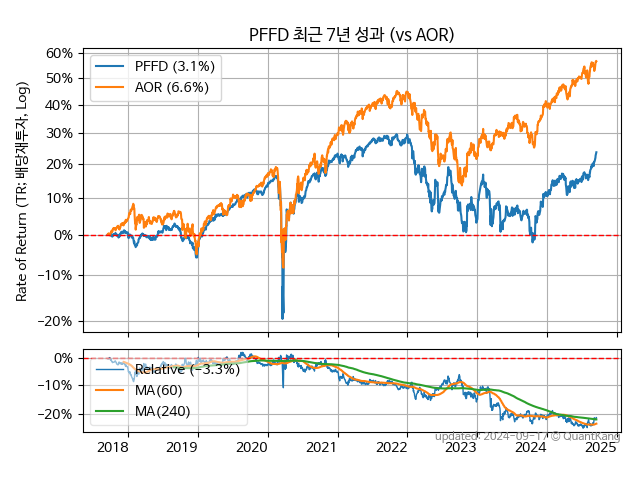 PFFD 최근 7년 성과 (vs AOR)
Rate of Return (TR: 배당재투자, Log)
60%
50%
40%
30%
20%
10%
0%
−10%
−20%
PFFD (3.1%)
AOR (6.6%)
0%
−10%
−20%
Relative (−3.3%)
MA(60)
MA(240)
updated: 2024-09-17 © QuantKang
2018 2019 2020 2021 2022 2023 2024 2025